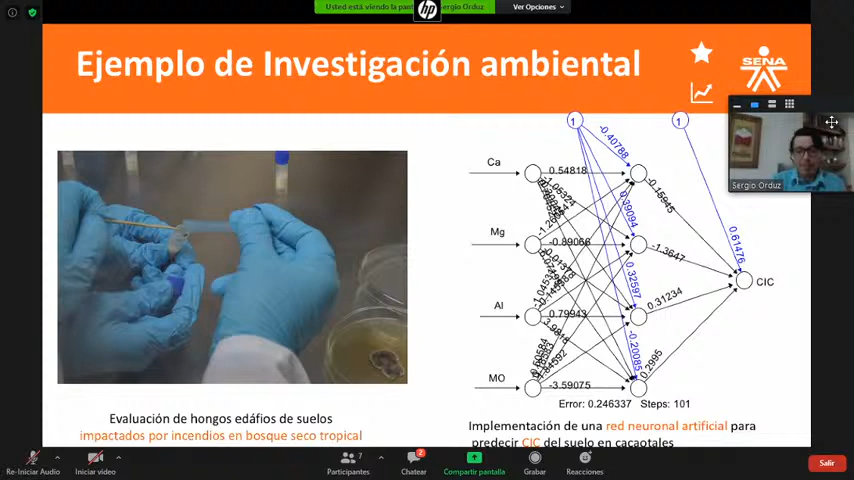 Usted está viendo la pant
Sergio Orduz
Ver Opciones
hp
Ejemplo de Investigación ambiental
SENA
Sergio Orduz
1
1
-0.40788
Ca
0.54818
-1.05324
-0.15945
0.39094
0.61476
Mg
-0.89066
-1.3647
0.32597
CIC
Al
0.79943
0.31234
-0.20085
MO
-3.59075
0.2995
Error: 0.246337 Steps: 101
Evaluación de hongos edáfios de suelos
impactados por incendios en bosque seco tropical
Implementación de una red neuronal artificial para
predecir CIC del suelo en cacaotales
Re-Iniciar Audio
Iniciar video
7
Participantes
2
Chatear
Compartir pantalla
Grabar
Reacciones
Salir